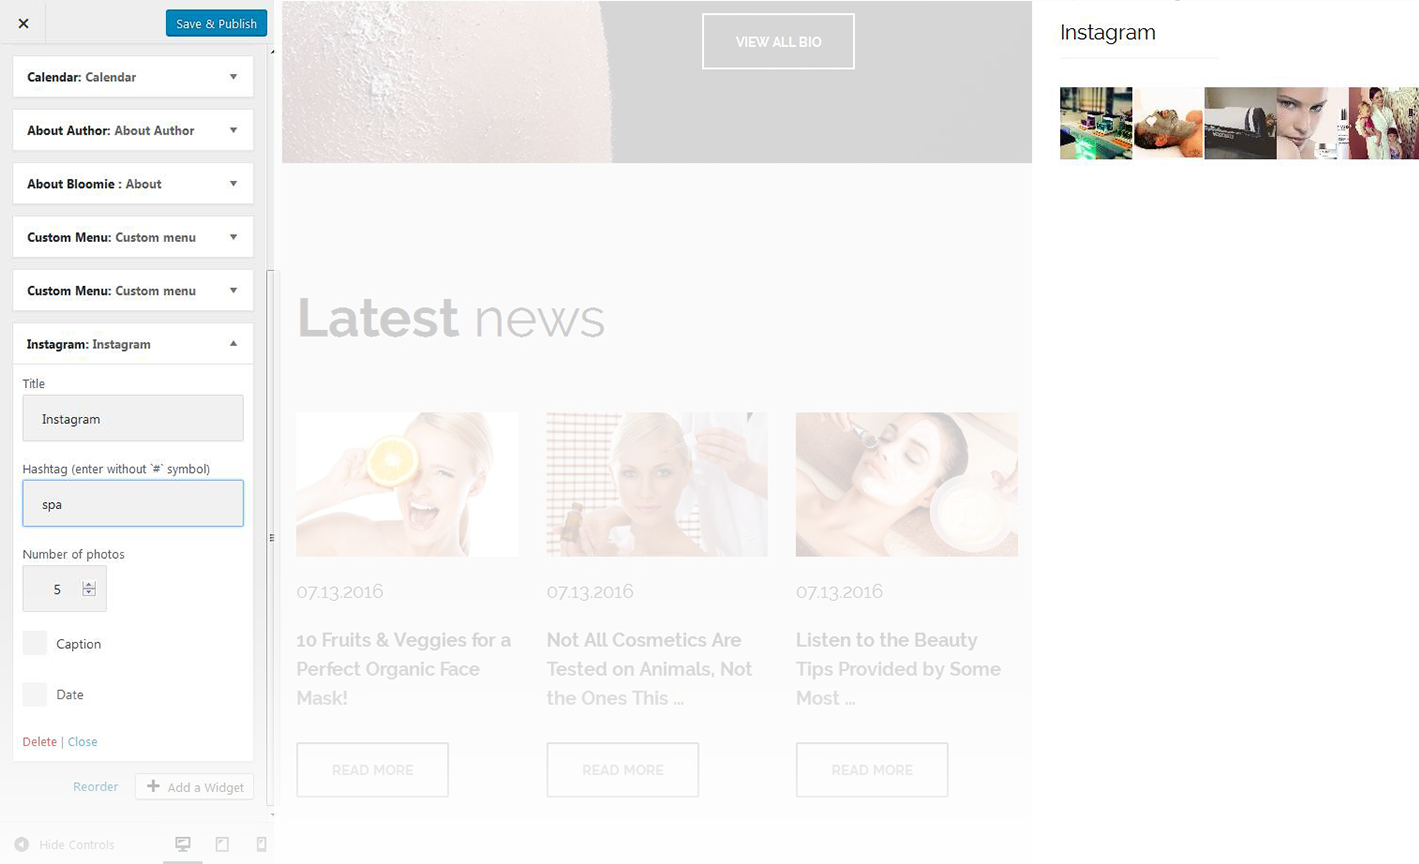 Save & Publish
Calendar: Calendar
About Author: About Author
About Bloomie : About
Custom Menu: Custom menu
Custom Menu: Custom menu
Instagram: Instagram
Title
Instagram
Hashtag (enter without `#` symbol)
spa
Number of photos
5
Caption
Date
Delete | Close
Reorder
Add a Widget
Hide Controls
VIEW ALL BIO
Latest news
07.13.2016
10 Fruits & Veggies for a
Perfect Organic Face
Mask!
READ MORE
07.13.2016
Not All Cosmetics Are
Tested on Animals, Not
the Ones This ...
READ MORE
07.13.2016
Listen to the Beauty
Tips Provided by Some
Most ...
READ MORE
Instagram